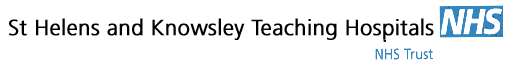 St Helens and Knowsley Teaching Hospitals NHS
NHS Trust